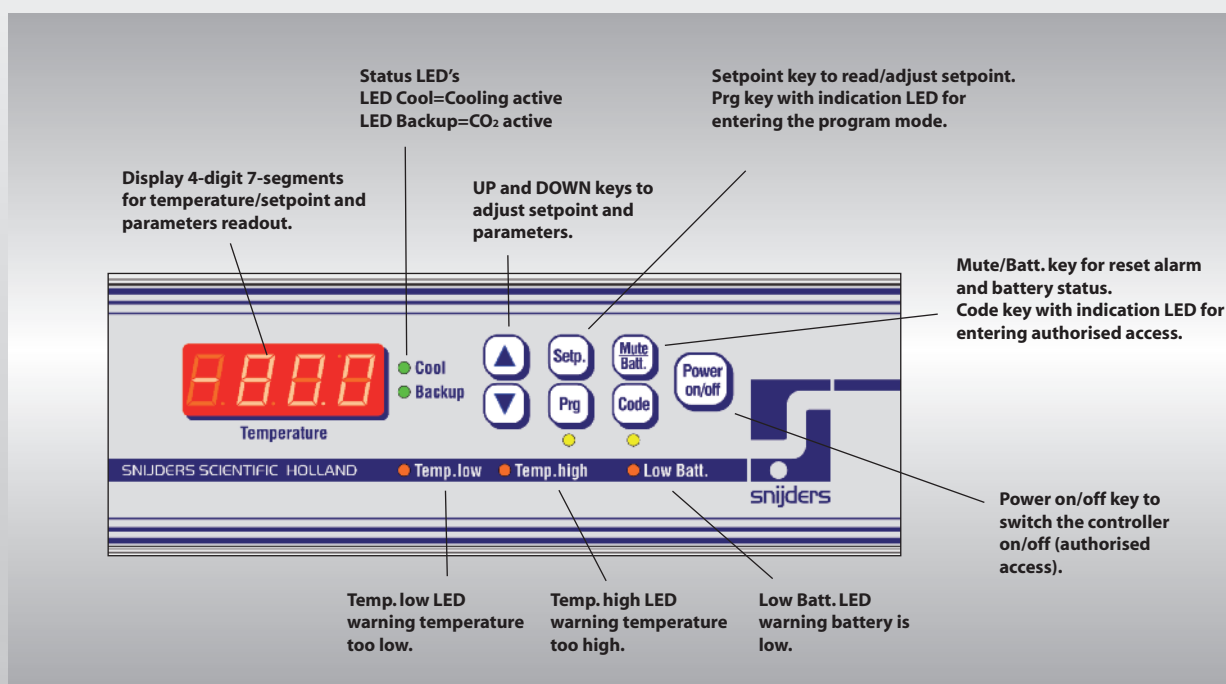 Status LED's
LED Cool=Cooling active
LED Backup=CO₂ active
Setpoint key to read/adjust setpoint.
Prg key with indication LED for
entering the program mode.
Display 4-digit 7-segments
for temperature/setpoint and
parameters readout.
UP and DOWN keys to
adjust setpoint and
parameters.
Mute/Batt. key for reset alarm
and battery status.
Code key with indication LED for
entering authorised access.
-80.0
Temperature
Cool
Backup
Setp.
Mute
Batt.
Power
on/off
Prg
Code
SNIJDERS SCIENTIFIC HOLLAND
Temp.low
Temp.high
Low Batt.
snijders
Power on/off key to
switch the controller
on/off (authorised
access).
Temp. low LED
warning temperature
too low.
Temp. high LED
warning temperature
too high.
Low Batt. LED
warning battery is
low.